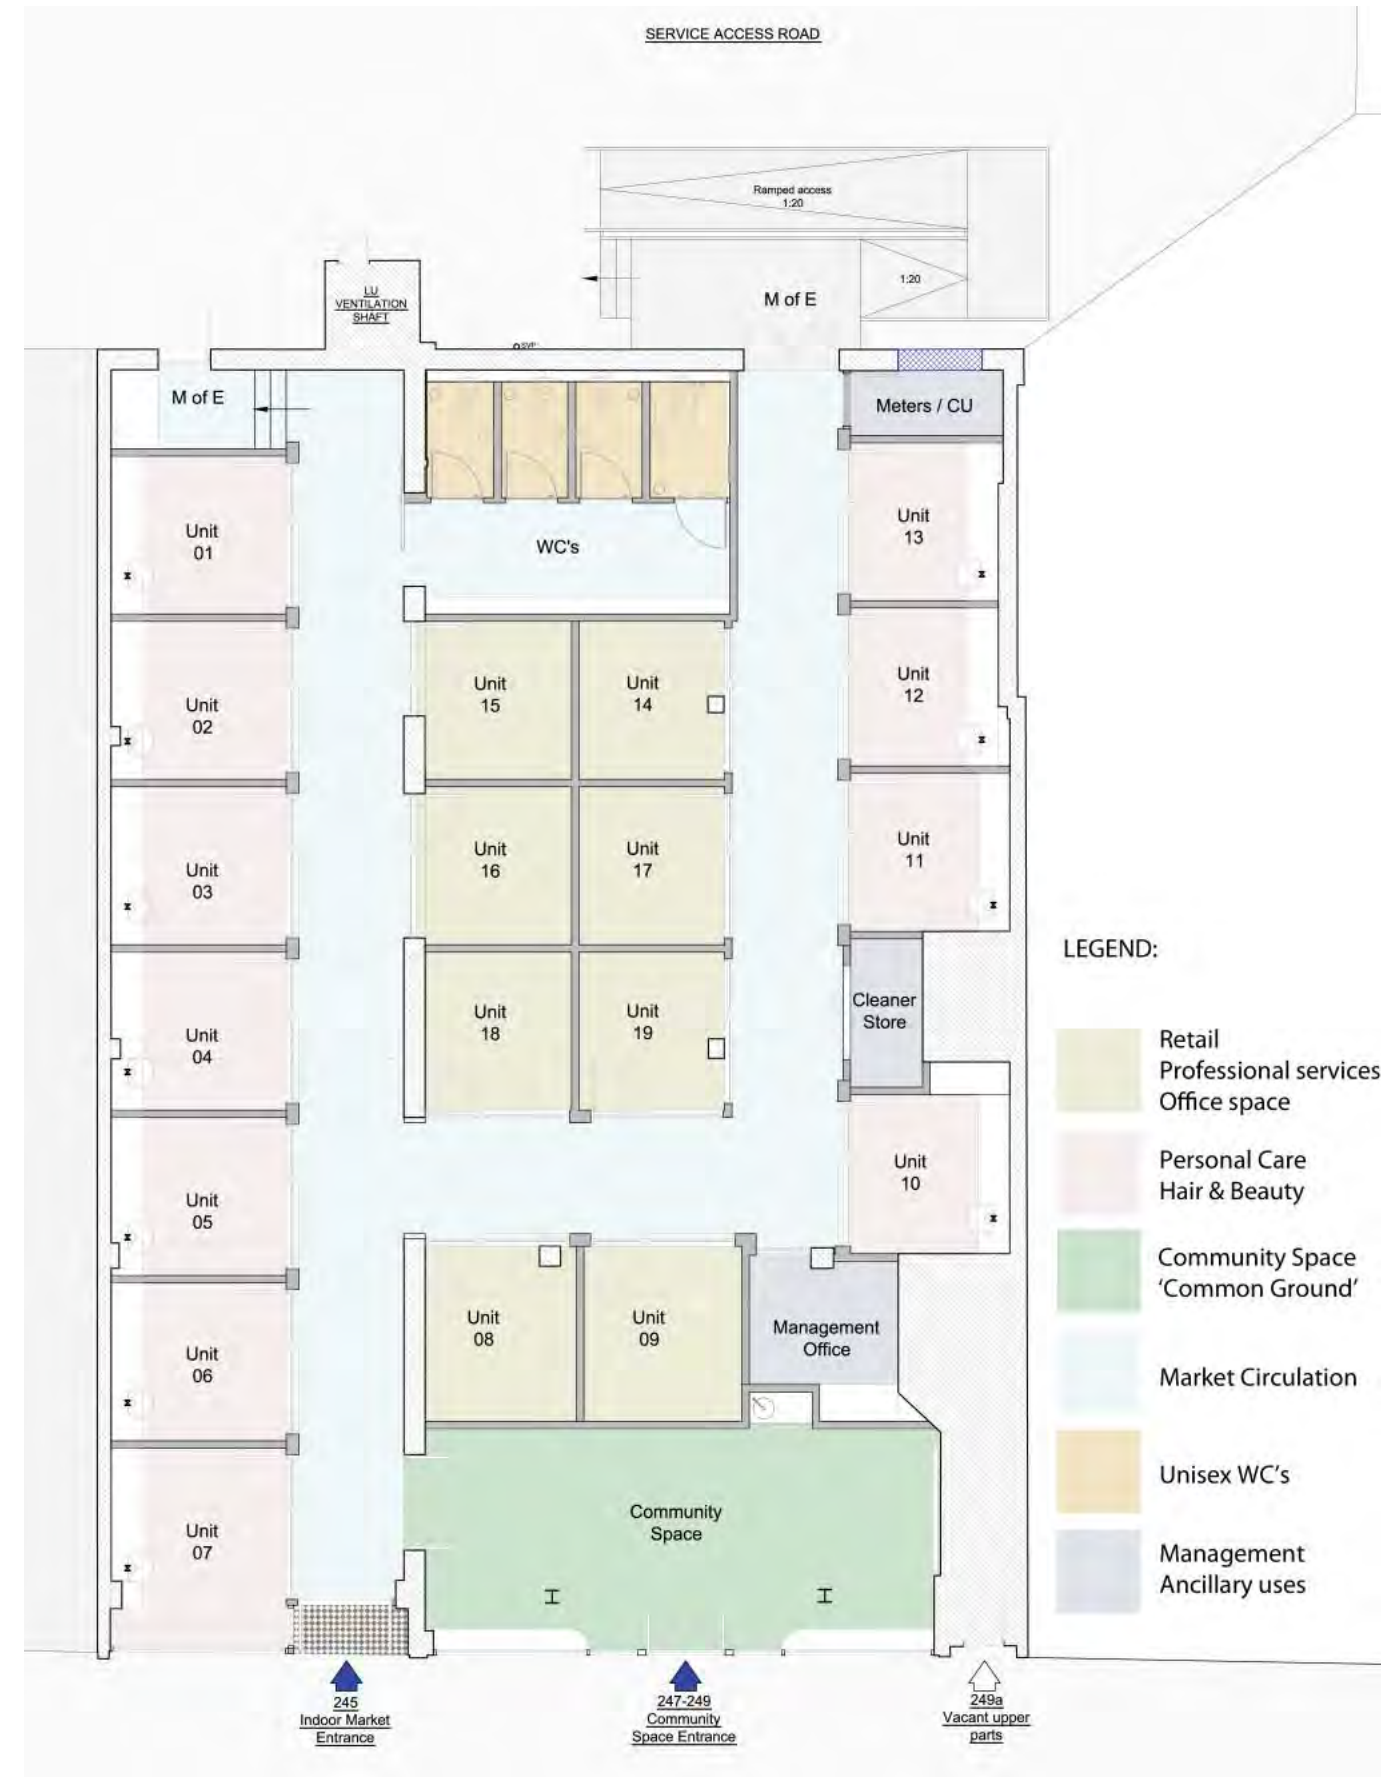 SERVICE ACCESS ROAD
Ramped access
1:20
1:20
M of E
LU
VENTILATION
SHAFT
SVP
M of E
Meters / CU
Unit
01
WC's
Unit
13
Unit
02
Unit
15
Unit
14
Unit
12
Unit
03
Unit
16
Unit
17
Unit
11
Unit
04
Unit
18
Unit
19
Cleaner
Store
Unit
05
Unit
10
Unit
06
Unit
08
Unit
09
Management
Office
Unit
07
Community
Space
LEGEND:
Retail
Professional services
Office space
Personal Care
Hair & Beauty
Community Space
‘Common Ground’
Market Circulation
Unisex WC’s
Management
Ancillary uses
245
Indoor Market
Entrance
247-249
Community
Space Entrance
249a
Vacant upper
parts